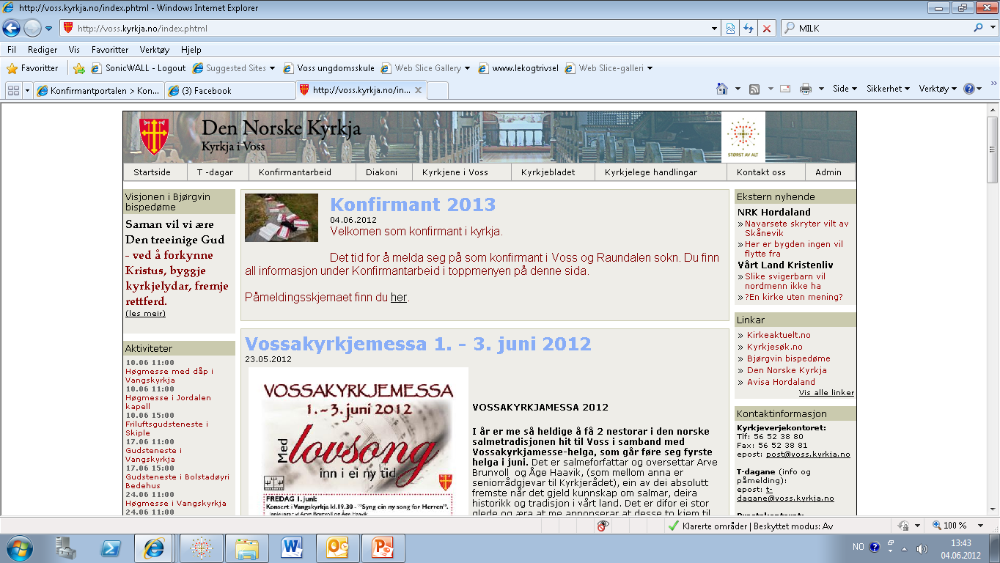 http://voss.kyrkja.no/index.phtml - Windows Internet Explorer
http://voss.kyrkja.no/index.phtml
MILK
Fil Rediger Vis Favoritter Verktøy Hjelp
Favoritter SonicWALL - Logout Suggested Sites Voss ungdomsskule Web Slice Gallery www.lekogtrivsel Web Slice-galleri
Konfirmantportalen > Kon... (3) Facebook http://voss.kyrkja.no/in... Side Sikkerhet Verktøy
Den Norske Kyrkja
Kyrkja i Voss
STØRST AV ALT
Startside T -dagar Konfirmantarbeid Diakoni Kyrkjene i Voss Kyrkjebladet Kyrkjelege handlingar Kontakt oss Admin
Visjonen i Bjørgvin
bispedøme
Saman vil vi ære
Den treeinige Gud
- ved å forkynne
Kristus, byggje
kyrkjelydar, fremje
rettferd.
(les meir)
Aktiviteter
10.06 11:00
Høgmesse med dåp i
Vangskyrkja
10.06 11:00
Høgmesse i Jordalen
kapell
10.06 15:00
Friluftsgudsteneste i
Skiple
17.06 11:00
Gudsteneste i
Vangskyrkja
17.06 15:00
Gudsteneste i Bolstadøyri
Bedehus
24.06 11:00
Høgmesse i Vangskyrkja
24.06 11:00
Konfirmant 2013
04.06.2012
Velkomen som konfirmant i kyrkja.
Det tid for å melda seg på som konfirmant i Voss og Raundalen sokn. Du finn
all informasjon under Konfirmantarbeid i toppmenyen på denne sida.
Påmeldingsskjemaet finn du her.
Vossakyrkjemessa 1. - 3. juni 2012
23.05.2012
VOSSAKYRKJEMESSA
1.-3. juni 2012
Med
lovsong
inn i ei ny tid
FREDAG 1. juni:
Konsert i Vangskyrkja kl.19.30 - "Syng ein ny song for Herren".
VOSSAKYRKJAMESSA 2012
I år er me så heldige å få 2 nestorar i den norske
salmetradisjonen hit til Voss i samband med
Vossakyrkjamesse-helga, som går føre seg fyrste
helga i juni. Det er salmeforfattar og oversettar Arve
Brunvoll og Åge Haavik, (som mellom anna er
seniorrådgjevar til Kyrkjerådet), ein av dei absolutt
fremste når det gjeld kunnskap om salmar, deira
historikk og tradisjon i vårt land. Det er difor ei stor
glede og æra at me annonserar at desse to kjem til
Ekstern nyhende
NRK Hordaland
» Navarsete skryter vilt av
Skånevik
» Her er bygden ingen vil
flytte fra
Vårt Land Kristenliv
» Slike svigerbarn vil
nordmenn ikke ha
» ?En kirke uten mening?
Linkar
» Kirkeaktuelt.no
» Kyrkjesøk.no
» Bjørgvin bispedøme
» Den Norske Kyrkja
» Avisa Hordaland
Vis alle linker
Kontaktinformasjon
Kyrkjeverjekontoret:
Tlf: 56 52 38 80
Fax: 56 52 38 81
epost: post@voss.kyrkja.no
T-dagane (info og
påmelding):
epost: t-
dagane@voss.kyrkja.no
Klarerte områder | Beskyttet modus: Av 100 %
NO 13:43
04.06.2012